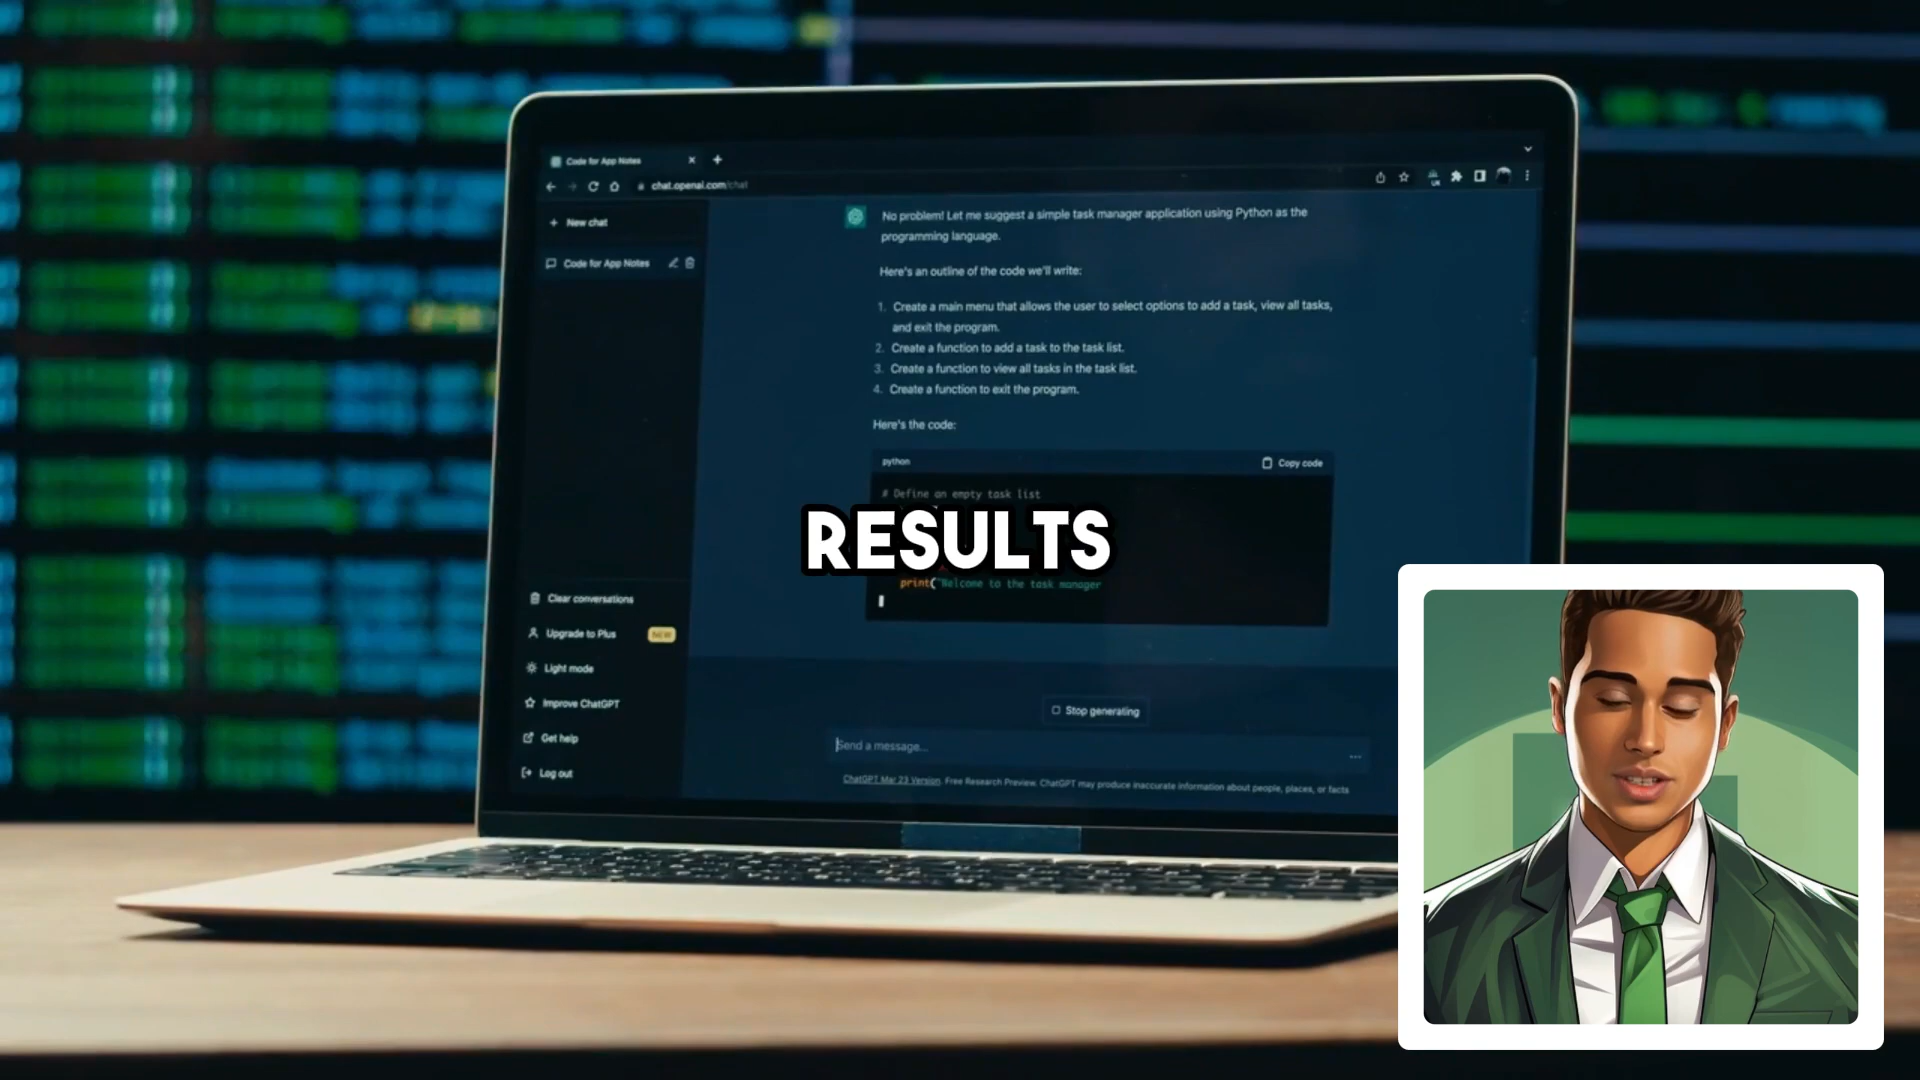 Code for App Notes
chat.openai.com/chat
New chat
Code for App Notes
No problem! Let me suggest a simple task manager application using Python as the
programming language.
Here's an outline of the code we'll write:
1. Create a main menu that allows the user to select options to add a task, view all tasks,
and exit the program.
2. Create a function to add a task to the task list.
3. Create a function to view all tasks in the task list.
4. Create a function to exit the program.
Here's the code:
python
Copy code
# Define an empty task list
RESULTS
print("Welcome to the task manager
Clear conversations
Upgrade to Plus
NEW
Light mode
Improve ChatGPT
Get help
Log out
Stop generating
Send a message...
ChatGPT Mar 23 Version. Free Research Preview. ChatGPT may produce inaccurate information about people, places, or facts